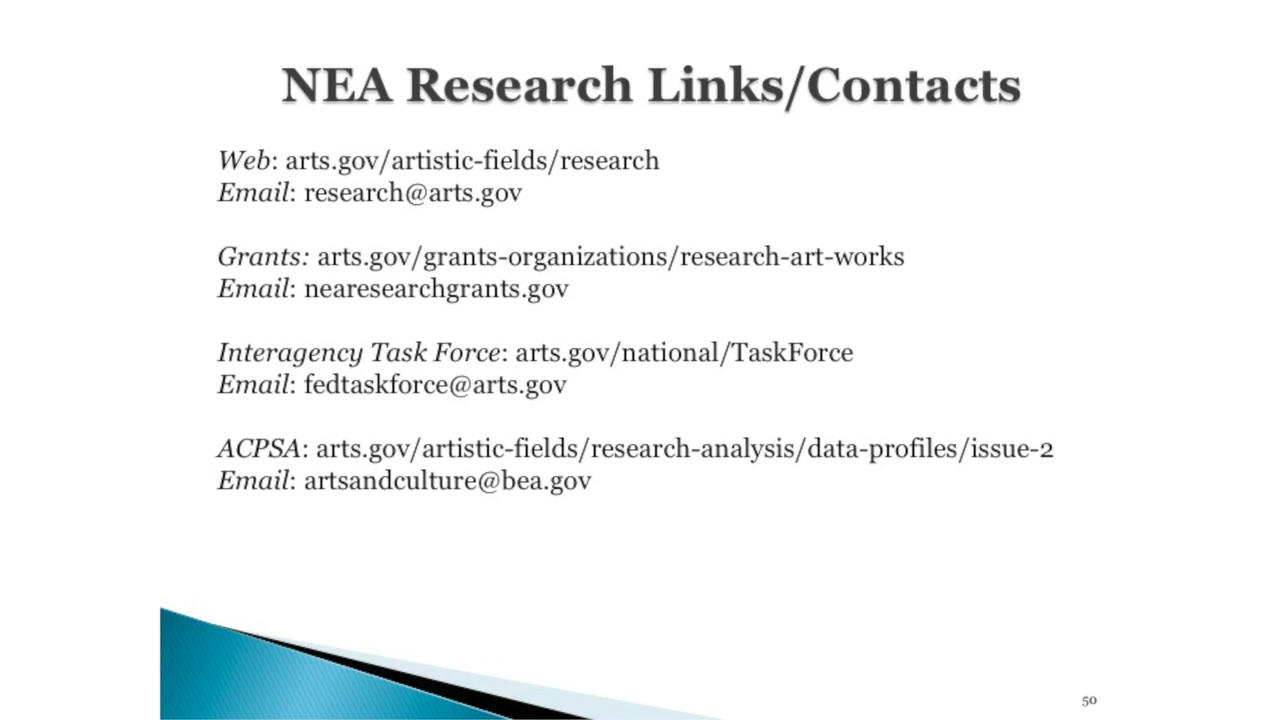 NEA Research Links/Contacts
Web: arts.gov/artistic-fields/research
Email: research@arts.gov
Grants: arts.gov/grants-organizations/research-art-works
Email: nearesearchgrants.gov
Interagency Task Force: arts.gov/national/TaskForce
Email: fedtaskforce@arts.gov
ACPSA: arts.gov/artistic-fields/research-analysis/data-profiles/issue-2
Email: artsandculture@bea.gov
50